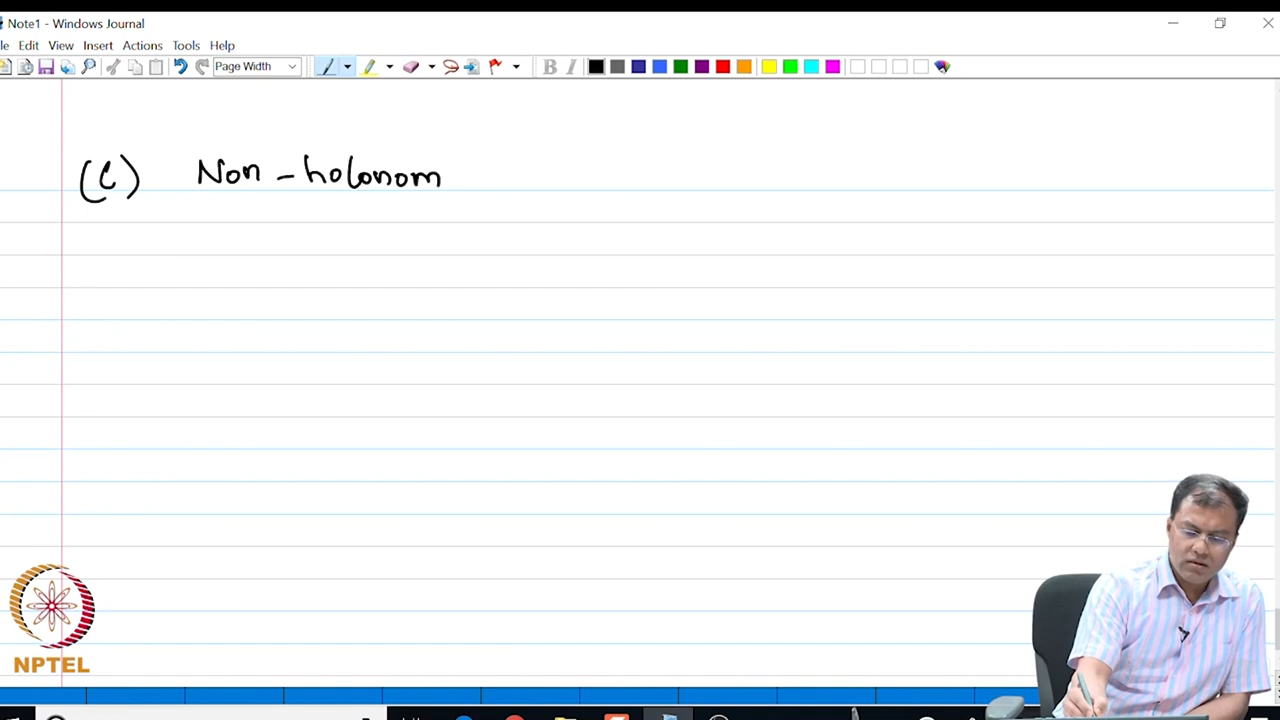 Note1 - Windows Journal
le Edit View Insert Actions Tools Help
Page Width B I
(C) Non - holonom
NPTEL